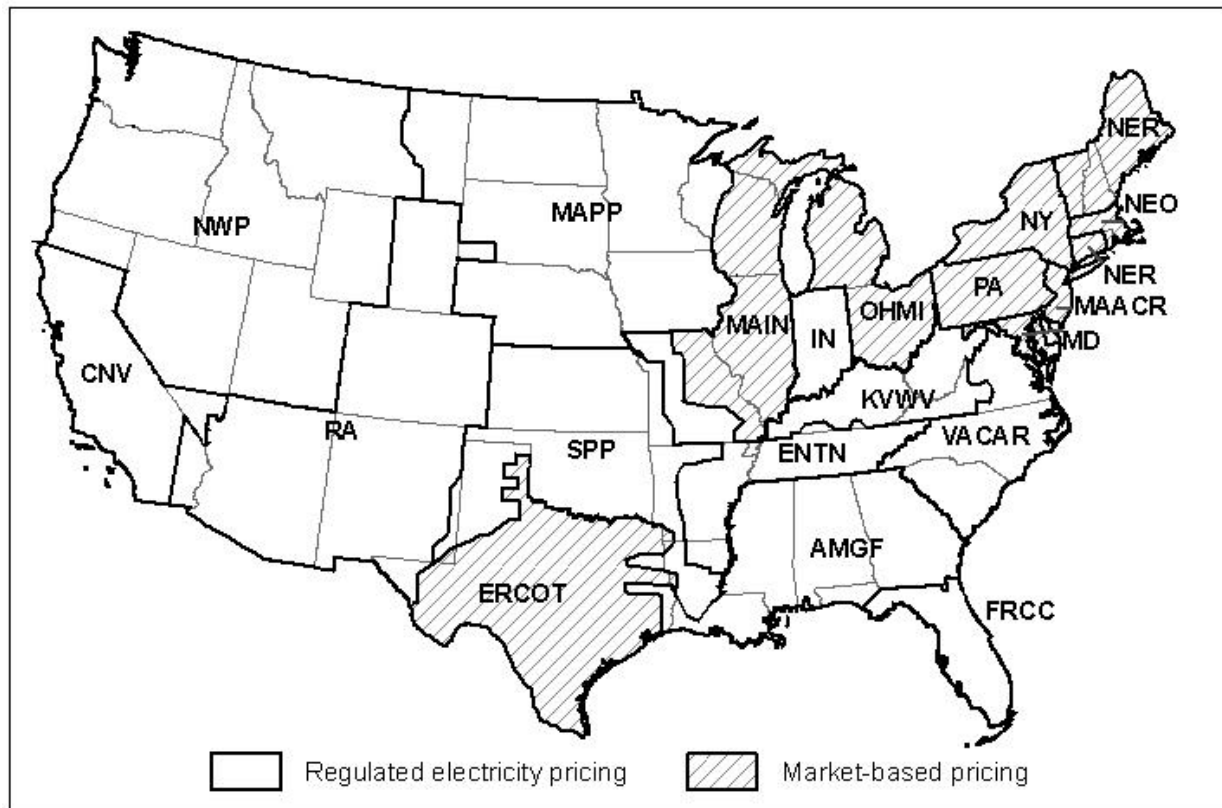 NER
NWP
MAPP
NY
NEO
NER
PA
MAACR
MAIN
OHMI
IN
MD
CNV
KVWV
RA
SPP
ENTN
VACAR
AMGF
ERCOT
FRCC
Regulated electricity pricing
Market-based pricing